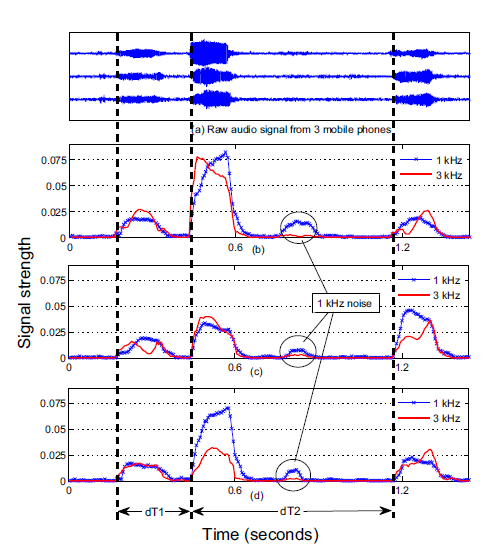 (a) Raw audio signal from 3 mobile phones
0.075
0.05
0.025
0
1 kHz
3 kHz
0
0.6
1.2
(b)
Signal strength
1 kHz noise
0.075
0.05
0.025
0
1 kHz
3 kHz
0
0.6
1.2
(c)
0.075
0.05
0.025
0
1 kHz
3 kHz
0
0.6
1.2
(d)
dT1
dT2
Time (seconds)